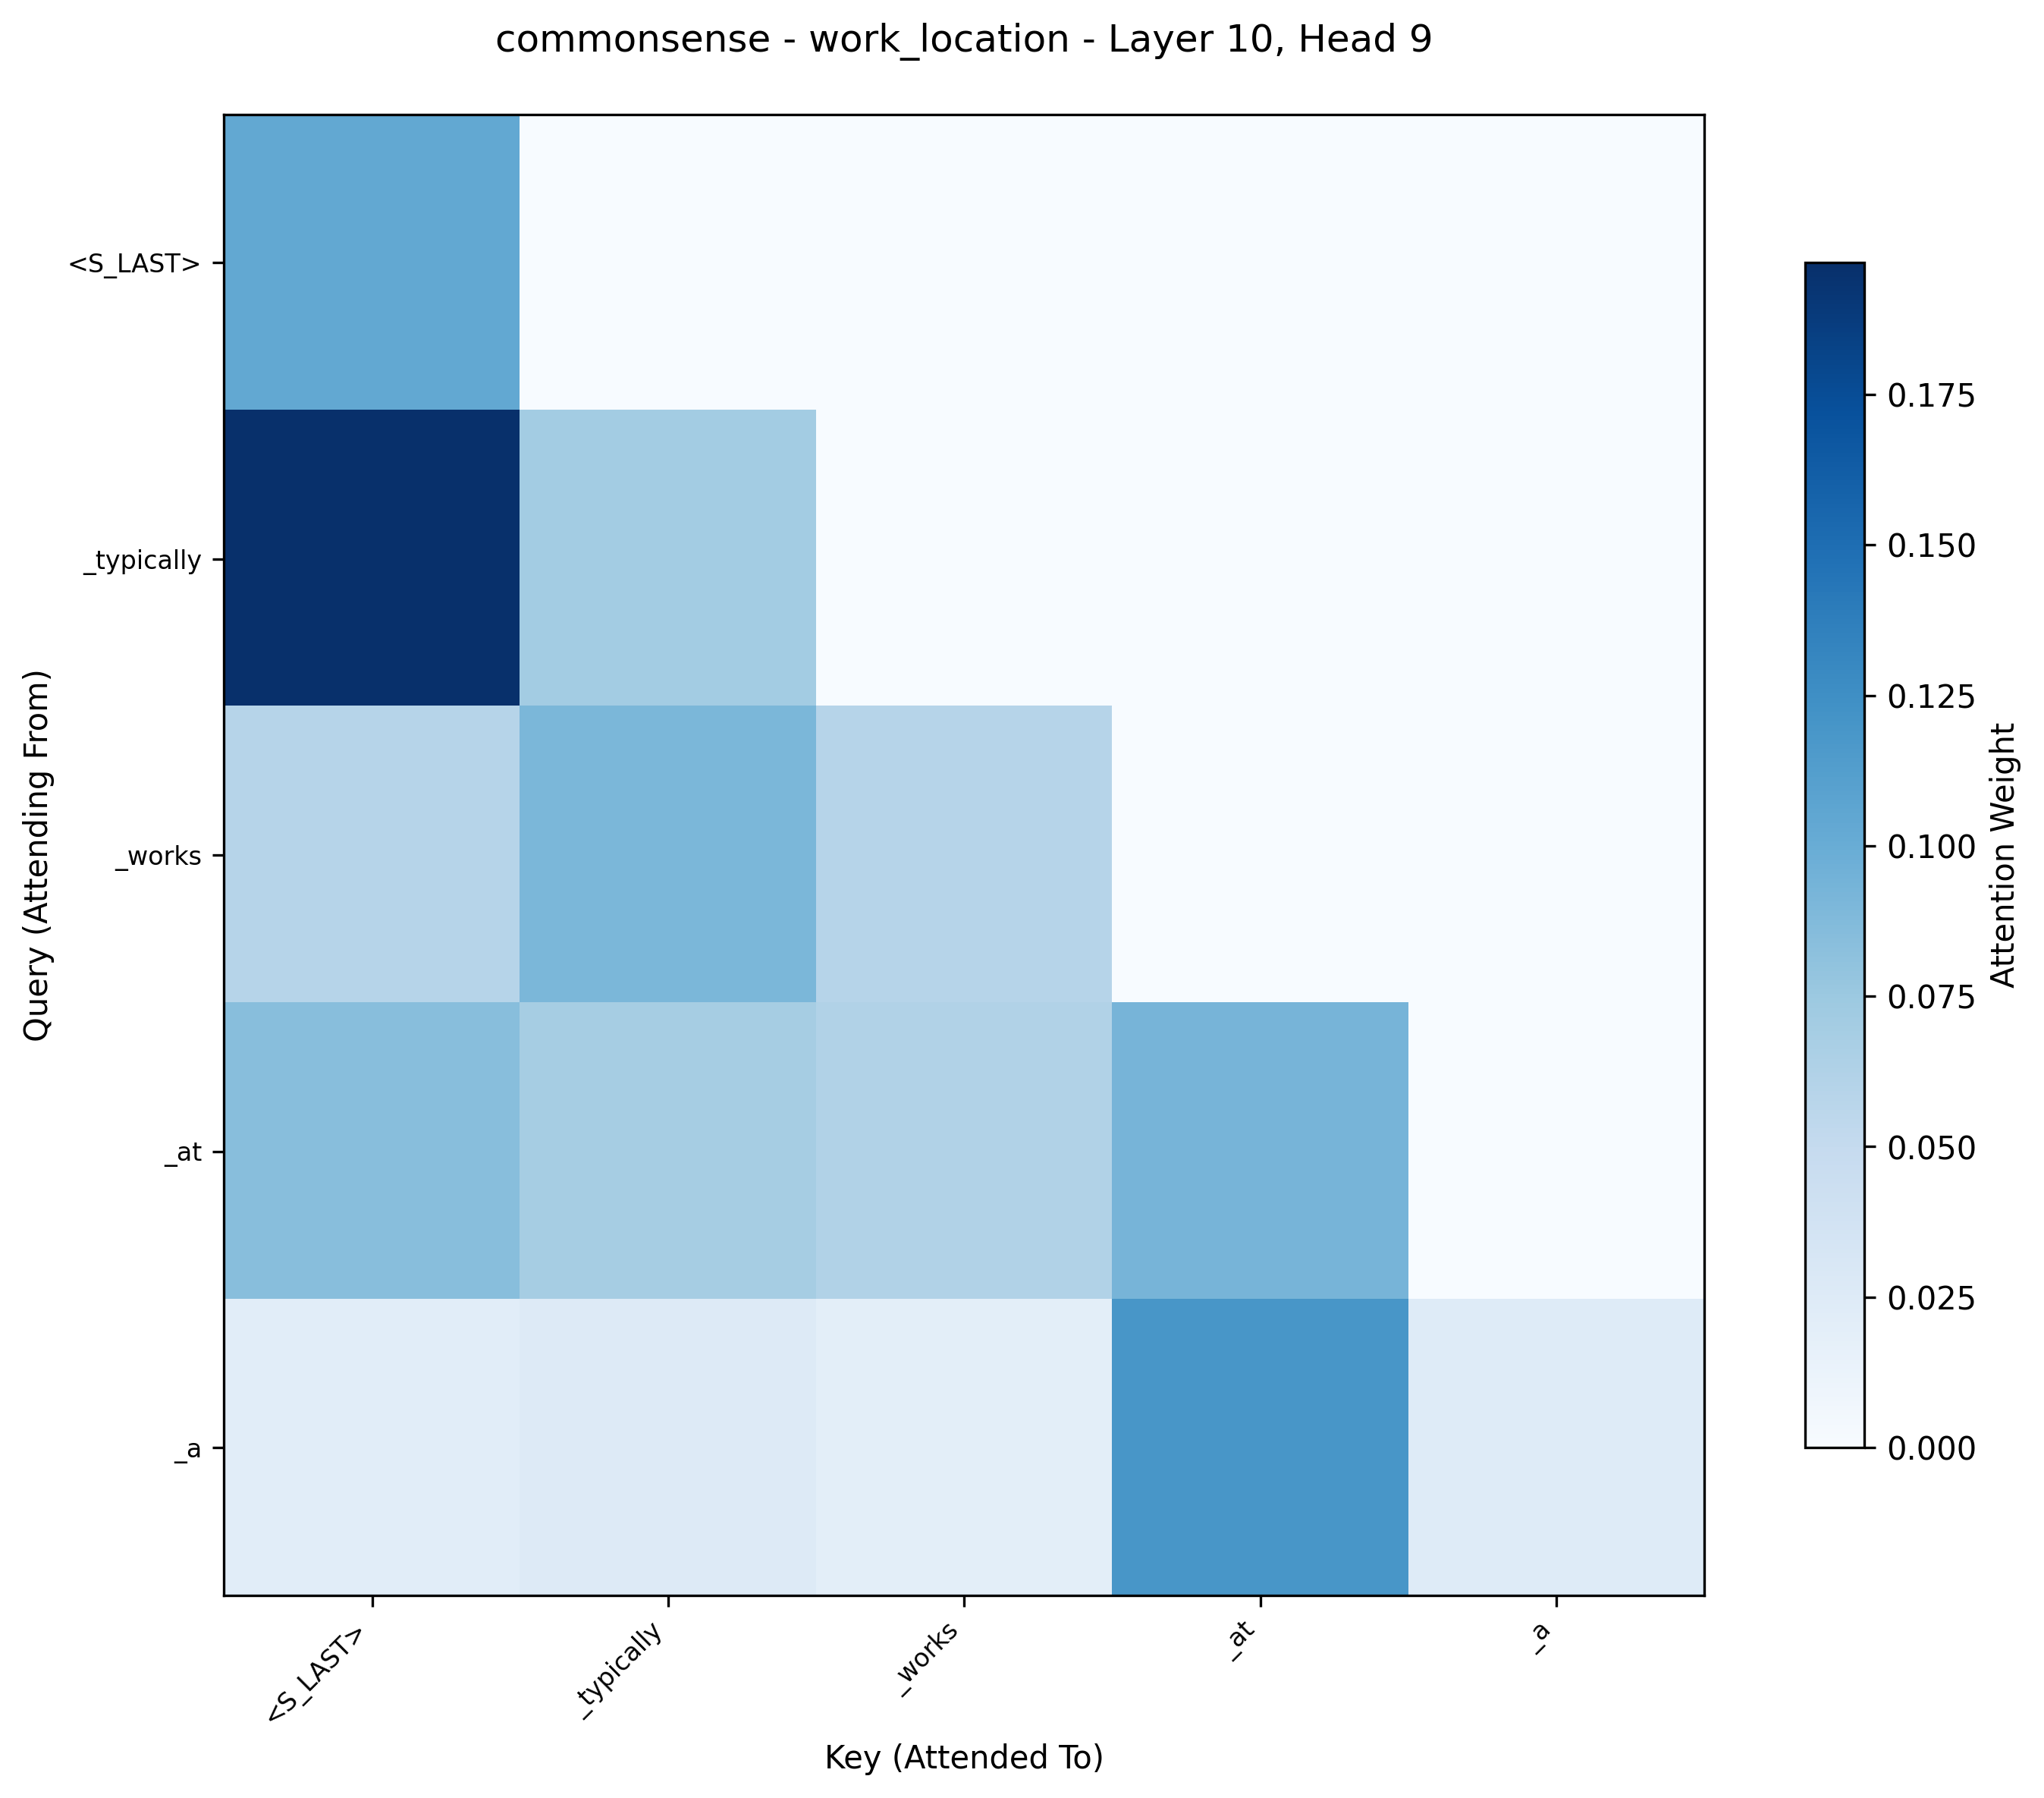 commonsense - work_location - Layer 10, Head 9
<S_LAST>
_typically
_works
_at
_a
Query (Attending From)
<S_LAST>
_typically
_works
_at
_a
Key (Attended To)
0.175
0.150
0.125
0.100
0.075
0.050
0.025
0.000
Attention Weight